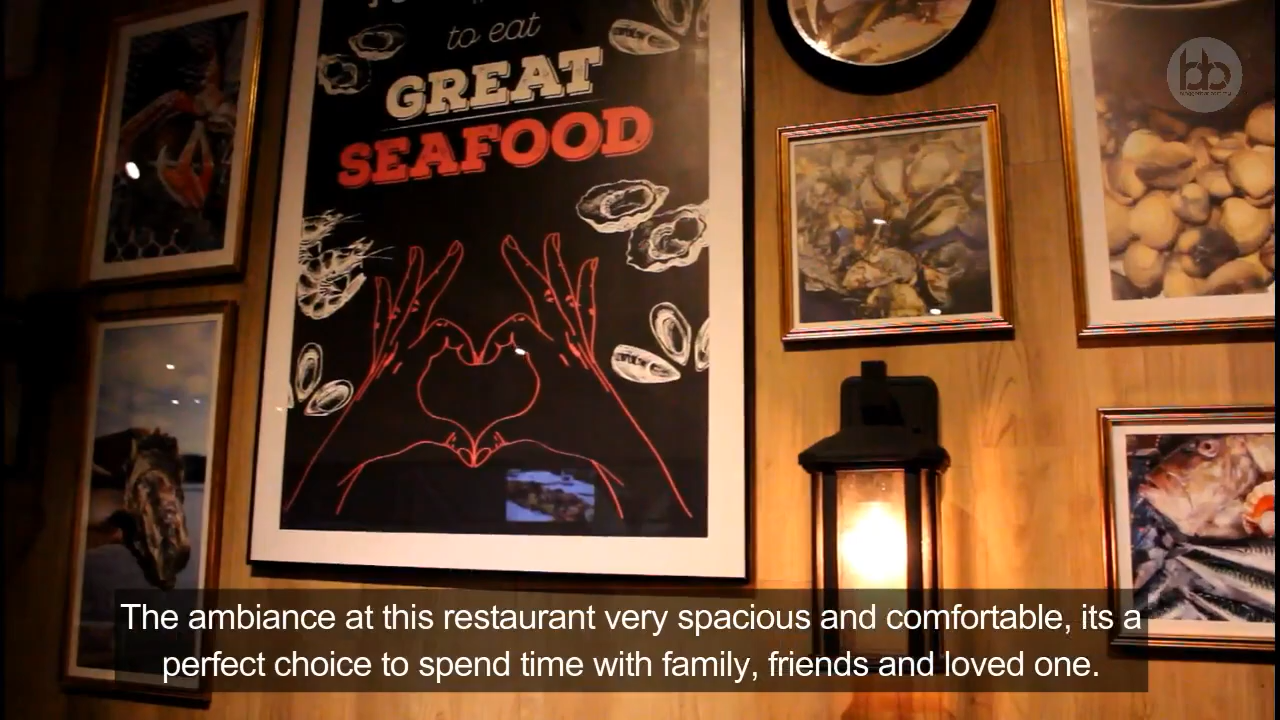 to eat
GREAT
SEAFOOD
bb
The ambiance at this restaurant very spacious and comfortable, its a
perfect choice to spend time with family, friends and loved one.